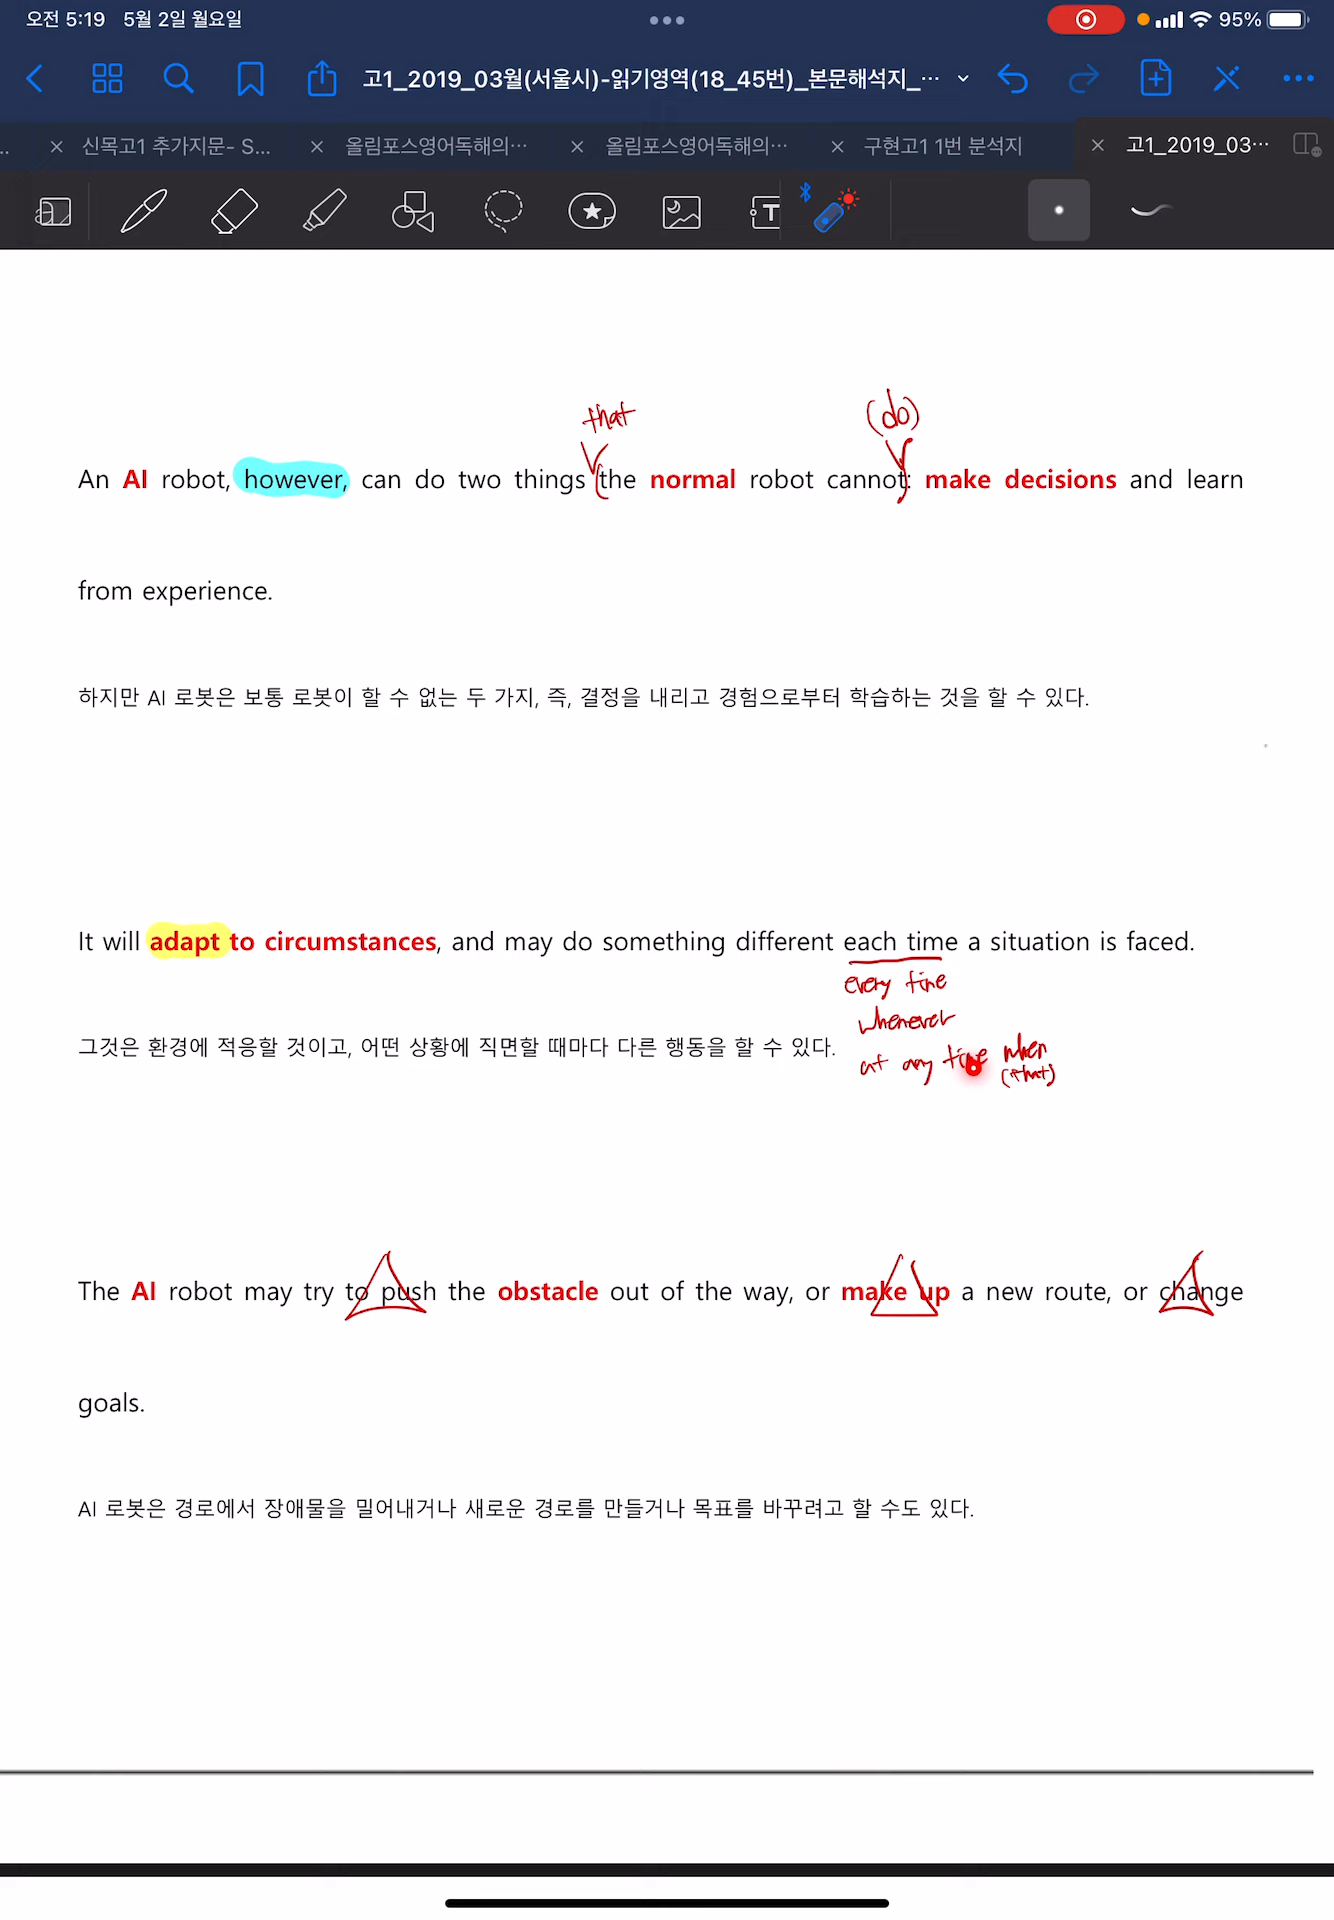 오전 5:19 5월 2일 월요일
95%
고1_2019_03월(서울시)-읽기영역(18_45번)_본문해석지_…
신목고1 추가지문- S...
올림포스영어독해의…
올림포스영어독해의…
구현고1 1번 분석지
고1_2019_03…
that
(do)
An AI robot, however, can do two things (the normal robot cannot): make decisions and learn
from experience.
하지만 AI 로봇은 보통 로봇이 할 수 없는 두 가지, 즉, 결정을 내리고 경험으로부터 학습하는 것을 할 수 있다.
It will adapt to circumstances, and may do something different each time a situation is faced.
every time
whenever
그것은 환경에 적응할 것이고, 어떤 상황에 직면할 때마다 다른 행동을 할 수 있다.
at any time when
(that)
The AI robot may try to push the obstacle out of the way, or make up a new route, or change
goals.
AI 로봇은 경로에서 장애물을 밀어내거나 새로운 경로를 만들거나 목표를 바꾸려고 할 수도 있다.